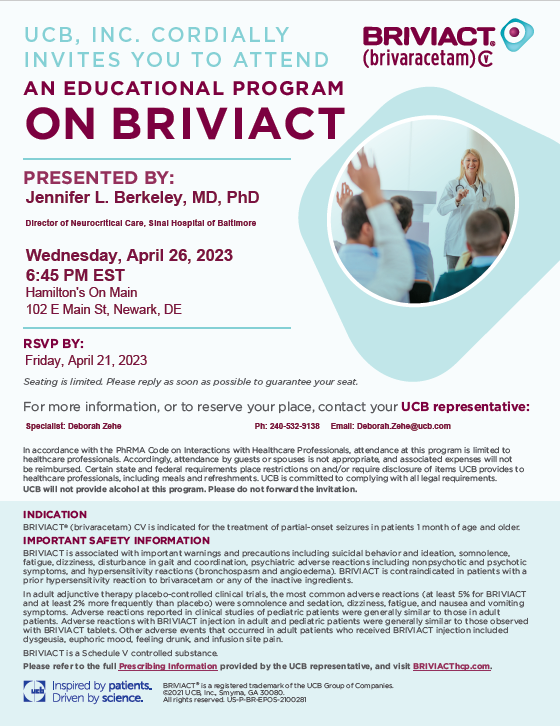 UCB, INC. CORDIALLY
INVITES YOU TO ATTEND
BRIVIACT®
(brivaracetam) CV
AN EDUCATIONAL PROGRAM
ON BRIVIACT
PRESENTED BY:
Jennifer L. Berkeley, MD, PhD
Director of Neurocritical Care, Sinai Hospital of Baltimore
Wednesday, April 26, 2023
6:45 PM EST
Hamilton's On Main
102 E Main St, Newark, DE
RSVP BY:
Friday, April 21, 2023
Seating is limited. Please reply as soon as possible to guarantee your seat.
For more information, or to reserve your place, contact your UCB representative:
Specialist: Deborah Zehe Ph: 240-532-9138 Email: Deborah.Zehe@ucb.com
In accordance with the PhRMA Code on Interactions with Healthcare Professionals, attendance at this program is limited to
healthcare professionals. Accordingly, attendance by guests or spouses is not appropriate, and associated expenses will not
be reimbursed. Certain state and federal requirements place restrictions on and/or require disclosure of items UCB provides to
healthcare professionals, including meals and refreshments. UCB is committed to complying with all legal requirements.
UCB will not provide alcohol at this program. Please do not forward the invitation.
INDICATION
BRIVIACT® (brivaracetam) CV is indicated for the treatment of partial-onset seizures in patients 1 month of age and older.
IMPORTANT SAFETY INFORMATION
BRIVIACT is associated with important warnings and precautions including suicidal behavior and ideation, somnolence,
fatigue, dizziness, disturbance in gait and coordination, psychiatric adverse reactions including nonpsychotic and psychotic
symptoms, and hypersensitivity reactions (bronchospasm and angioedema). BRIVIACT is contraindicated in patients with a
prior hypersensitivity reaction to brivaracetam or any of the inactive ingredients.
In adult adjunctive therapy placebo-controlled clinical trials, the most common adverse reactions (at least 5% for BRIVIACT
and at least 2% more frequently than placebo) were somnolence and sedation, dizziness, fatigue, and nausea and vomiting
symptoms. Adverse reactions reported in clinical studies of pediatric patients were generally similar to those in adult
patients. Adverse reactions with BRIVIACT injection in adult and pediatric patients were generally similar to those observed
with BRIVIACT tablets. Other adverse events that occurred in adult patients who received BRIVIACT injection included
dysgeusia, euphoric mood, feeling drunk, and infusion site pain.
BRIVIACT is a Schedule V controlled substance.
Please refer to the full Prescribing Information provided by the UCB representative, and visit BRIVIACThcp.com.
ucb
Inspired by patients.
Driven by science.
BRIVIACT® is a registered trademark of the UCB Group of Companies.
©2021 UCB, Inc., Smyrna, GA 30080.
All rights reserved. US-P-BR-EPOS-2100281